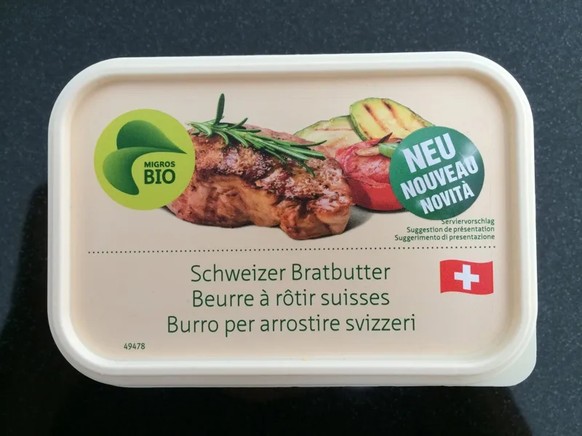 MIGROS
BIO
NEU
NOUVEAU
NOVITÀ
Serviervorschlag
Suggestion de présentation
Suggerimento di presentazione
Schweizer Bratbutter
Beurre à rôtir suisses
Burro per arrostire svizzeri
49478